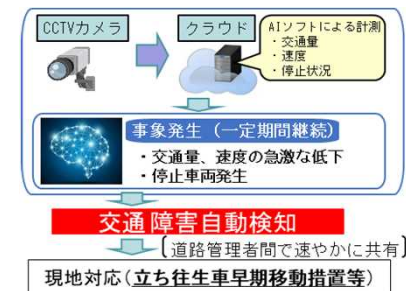 CCTVカメラ
クラウド
AIソフトによる計測
・交通量
・速度
・停止状況
事象発生（一定期間継続）
・交通量、速度の急激な低下
・停止車両発生
交通障害自動検知
［道路管理者間で速やかに共有］
現地対応(立ち往生車早期移動措置等)